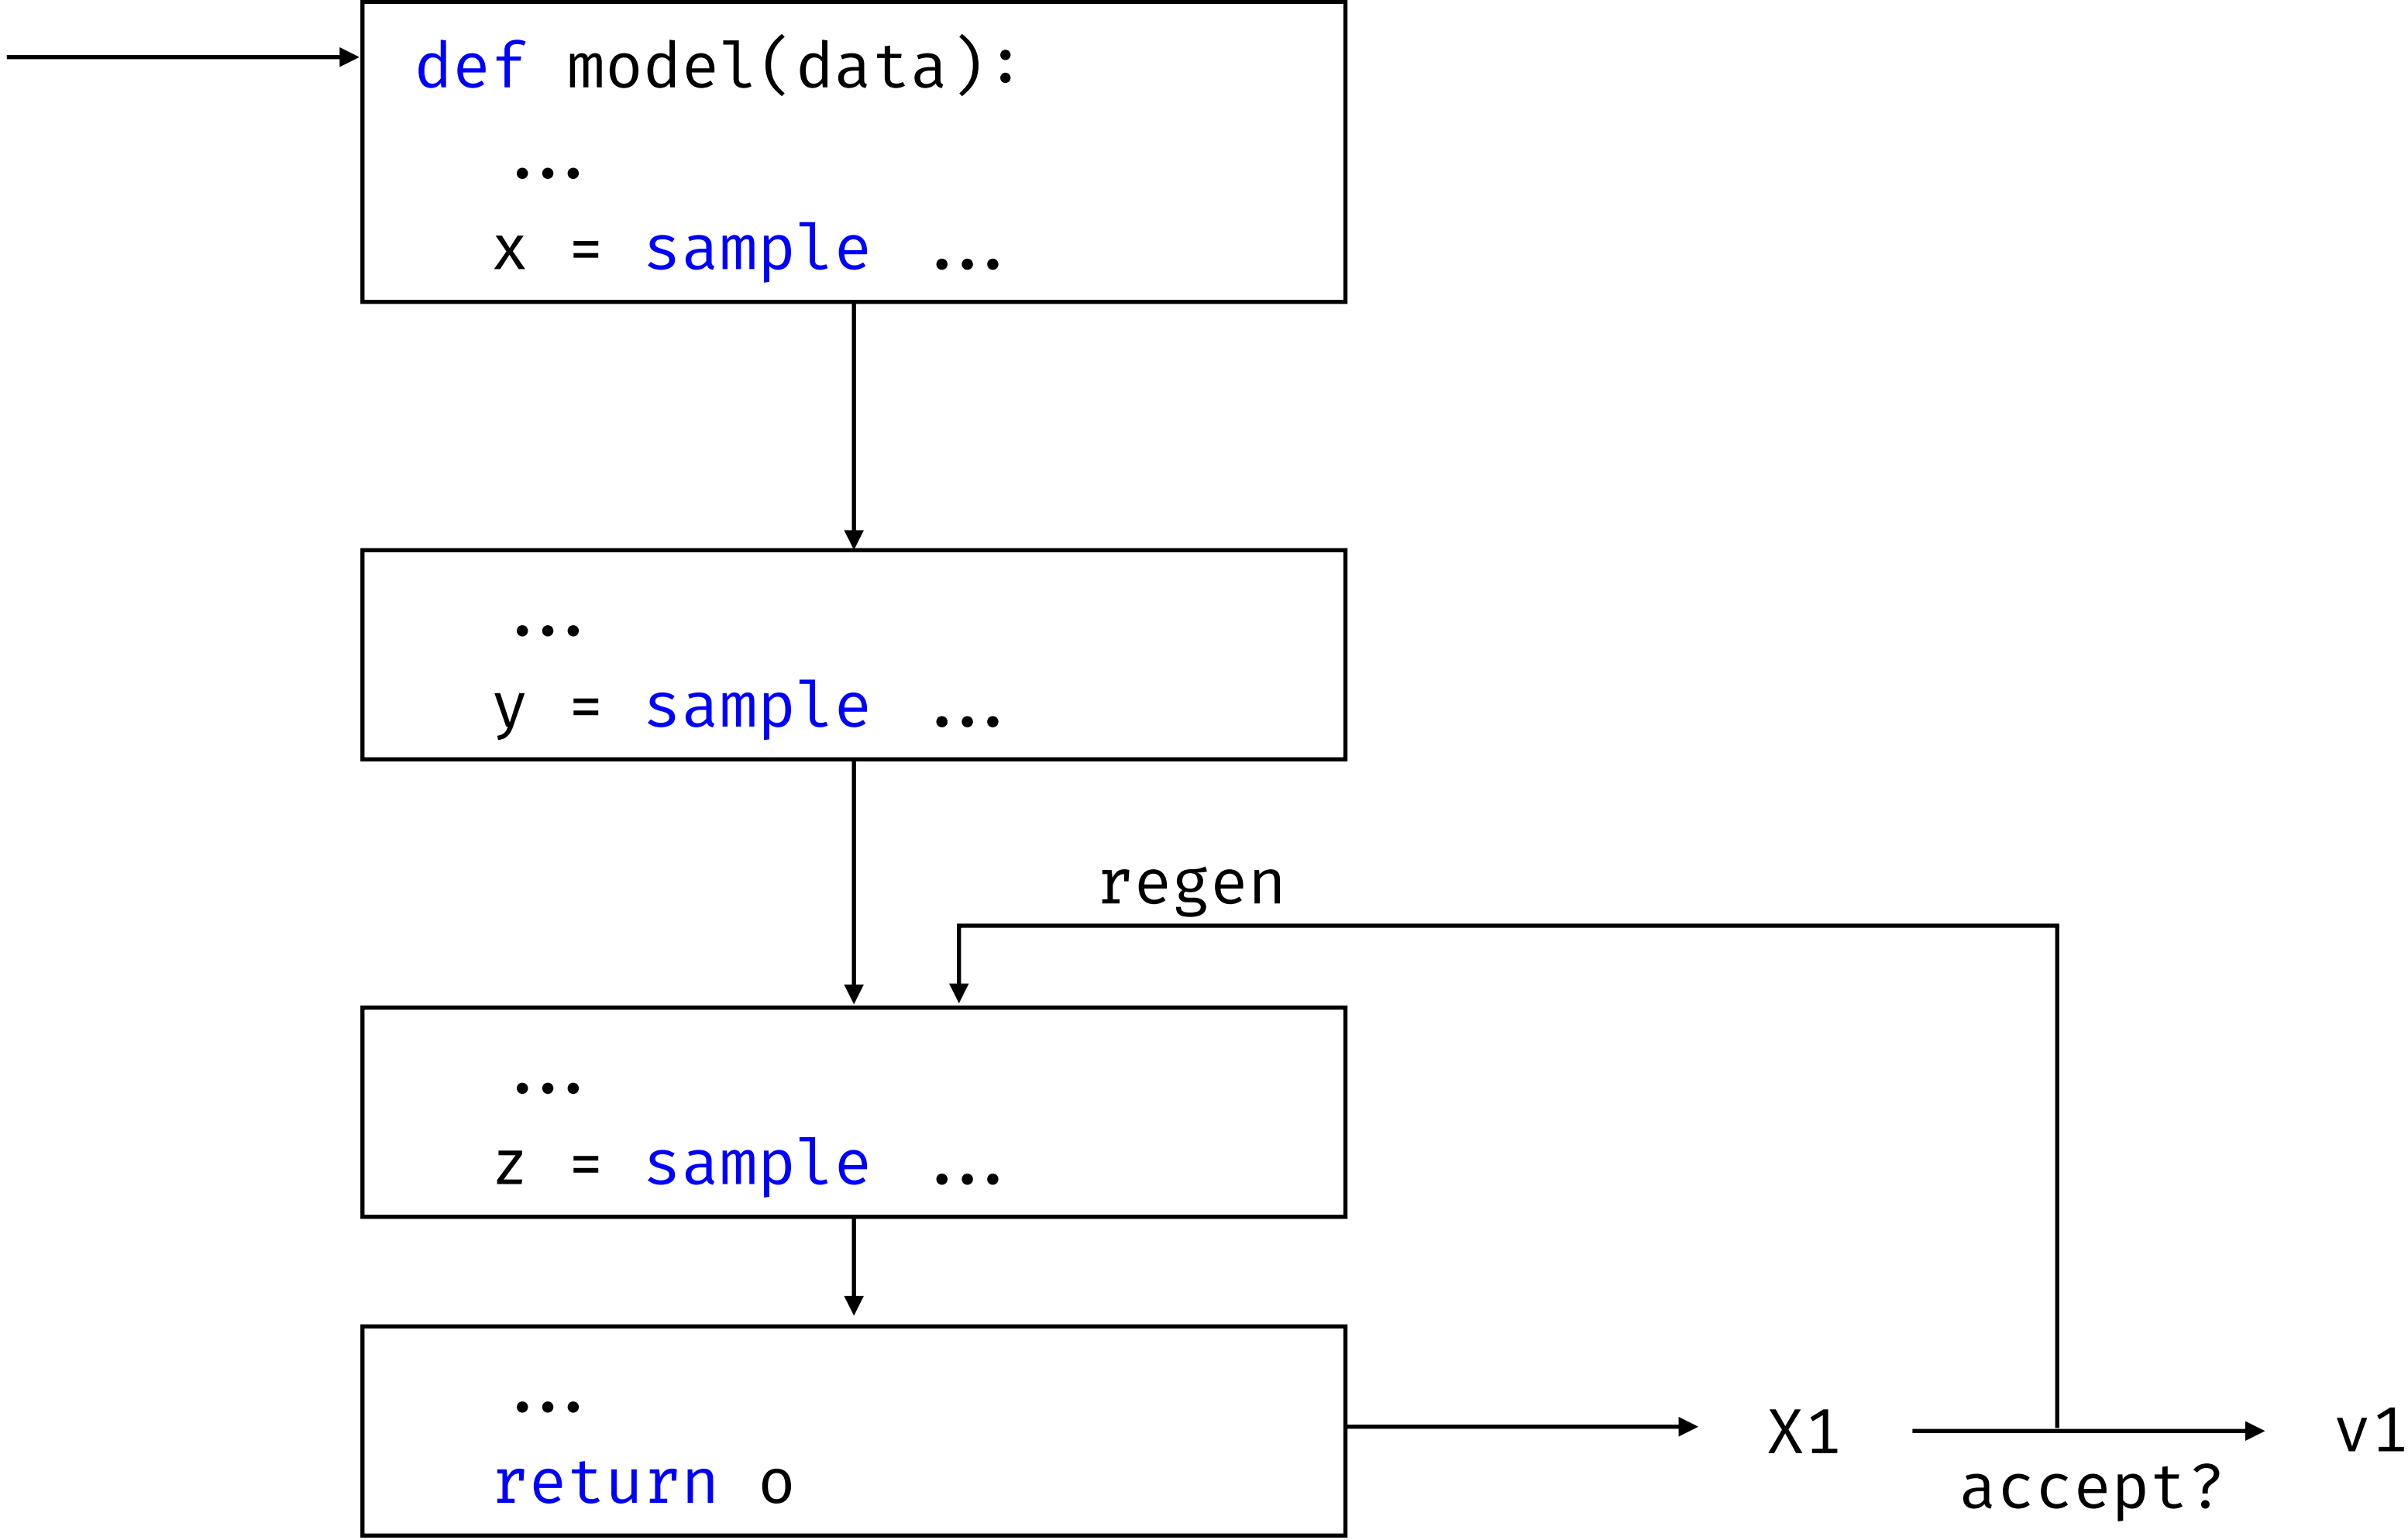 def model(data):
...
x = sample ...
...
y = sample ...
regen
...
z = sample ...
...
return o
X1
accept?
v1